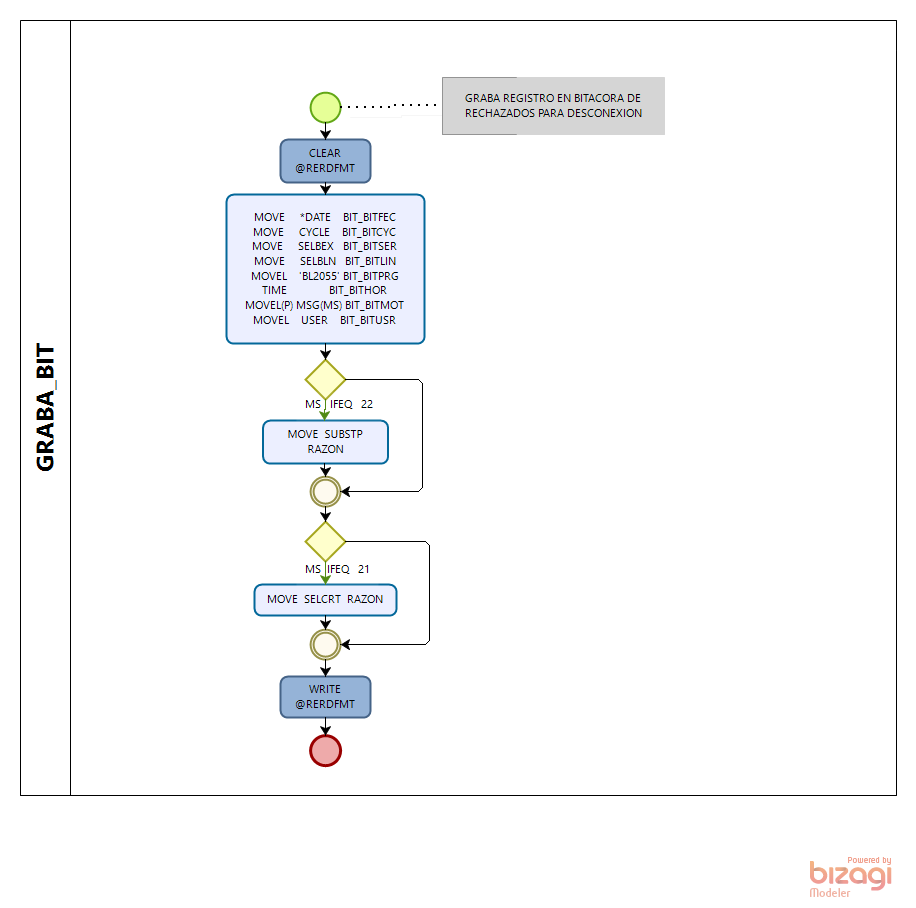 GRABA_BIT
GRABA REGISTRO EN BITACORA DE
RECHAZADOS PARA DESCONEXION
CLEAR
@RERDFMT
MOVE *DATE BIT_BITFEC
MOVE CYCLE BIT_BITCYC
MOVE SELBEX BIT_BITSER
MOVE SELBLN BIT_BITLIN
MOVEL 'BL2055' BIT_BITPRG
TIME BIT_BITHOR
MOVEL(P) MSG(MS) BIT_BITMOT
MOVEL USER BIT_BITUSR
MS IFEQ 22
MOVE SUBSTP
RAZON
MS IFEQ 21
MOVE SELCRT RAZON
WRITE
@RERDFMT
Powered by
bizagi
Modeler